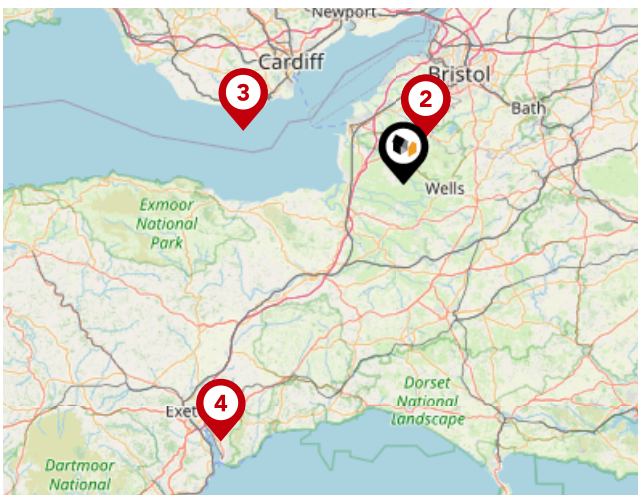 Newport
Cardiff
3
Bristol
2
Bath
Wells
Exmoor
National
Park
4
Exet
Dorset
National
Landscape
Dartmoor
National